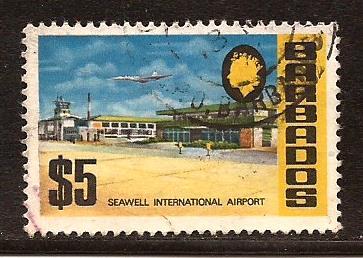 BARBADOS
$5
SEAWELL INTERNATIONAL AIRPORT